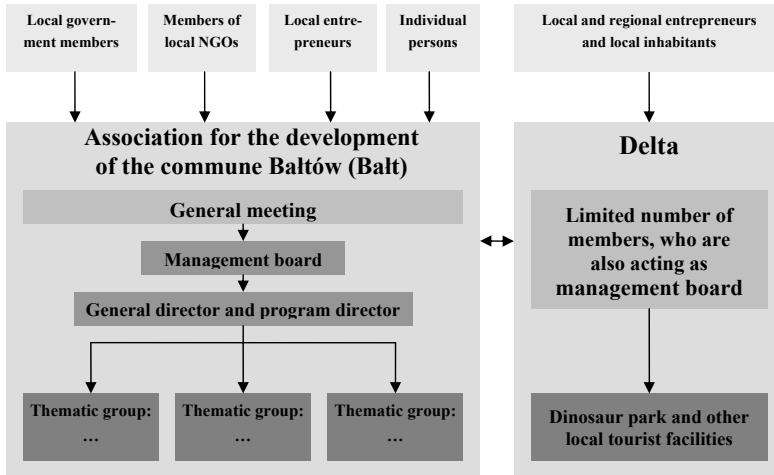 Local govern-
ment members
Members of
local NGOs
Local entre-
preneurs
Individual
persons
Local and regional entrepreneurs
and local inhabitants
Association for the development
of the commune Bałtów (Bałt)
General meeting
Management board
General director and program director
Thematic group:
…
Thematic group:
…
Thematic group:
…
Delta
Limited number of
members, who are
also acting as
management board
Dinosaur park and other
local tourist facilities